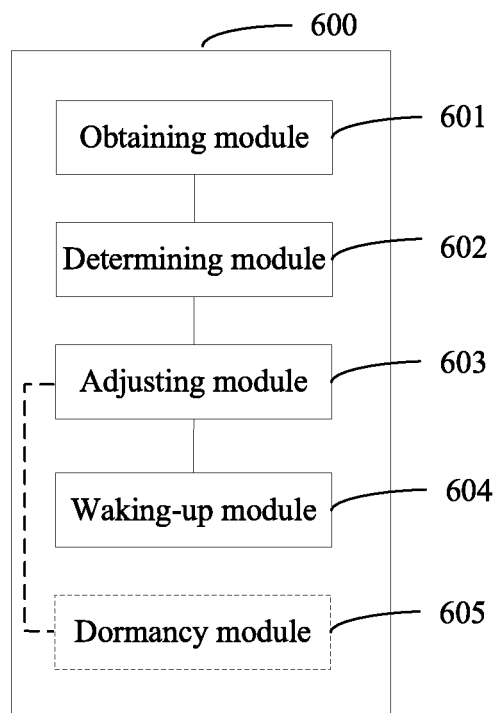 600
Obtaining module
601
Determining module
602
Adjusting module
603
Waking-up module
604
Dormancy module
605